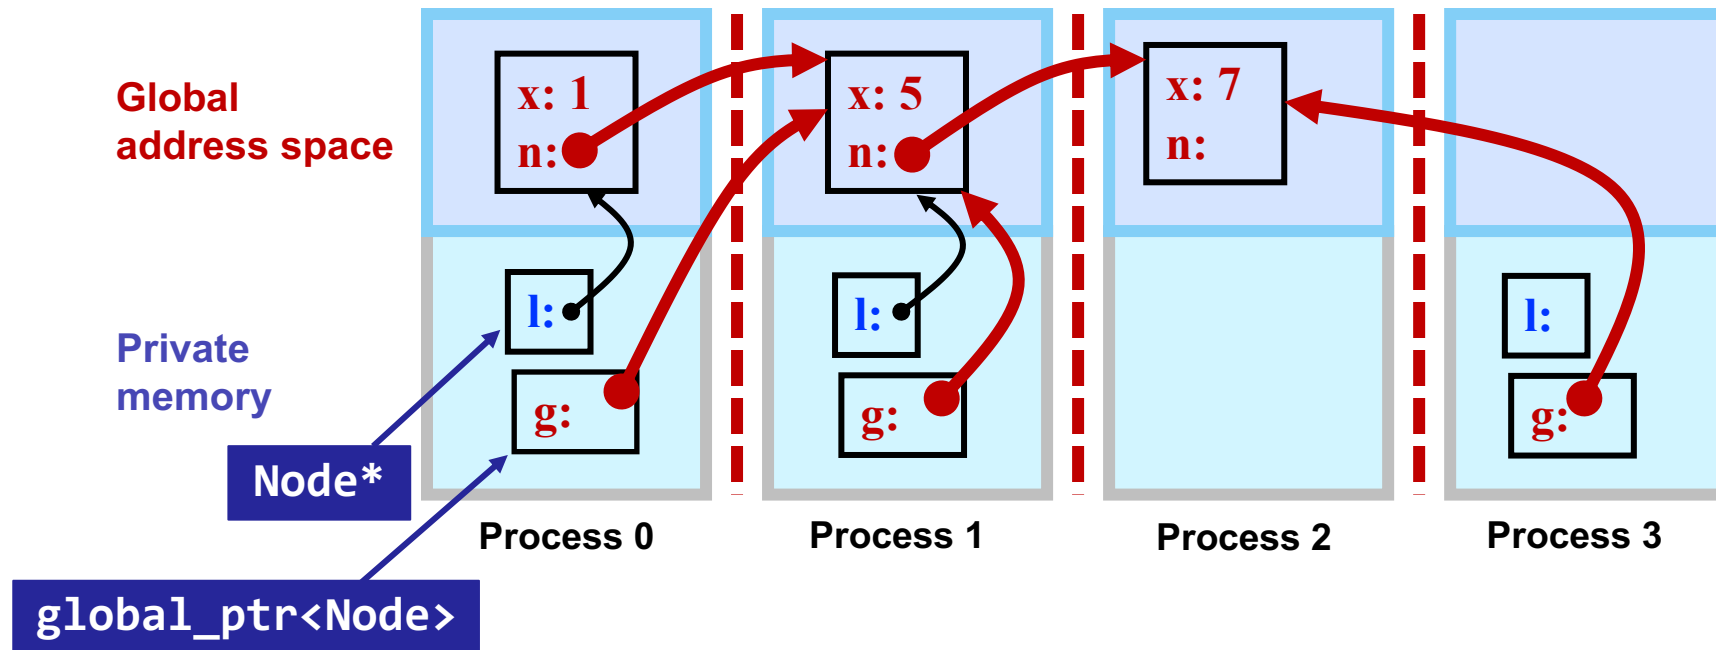 Global
address space
x: 1
n:
x: 5
n:
x: 7
n:
Private
memory
l:
g:
l:
g:
l:
g:
Node*
global_ptr<Node>
Process 0
Process 1
Process 2
Process 3